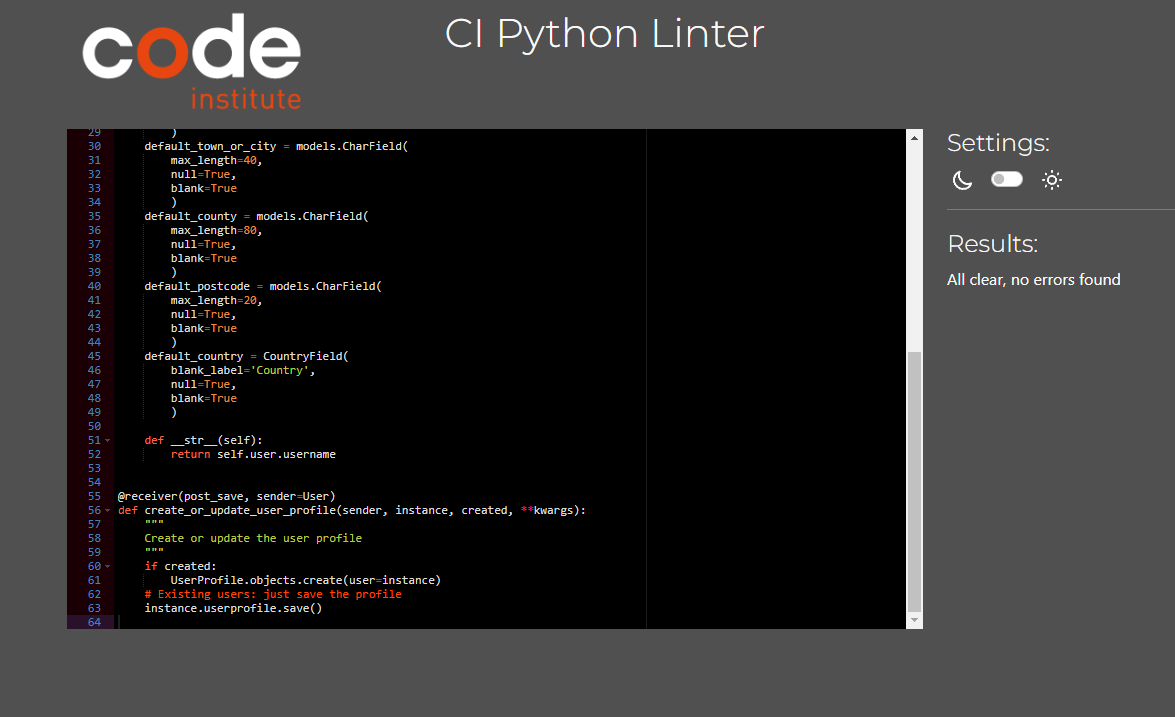 code
institute
CI Python Linter
29 )
30 default_town_or_city = models.CharField(
31 max_length=40,
32 null=True,
33 blank=True
34 )
35 default_county = models.CharField(
36 max_length=80,
37 null=True,
38 blank=True
39 )
40 default_postcode = models.CharField(
41 max_length=20,
42 null=True,
43 blank=True
44 )
45 default_country = CountryField(
46 blank_label='Country',
47 null=True,
48 blank=True
49 )
50
51 def __str__(self):
52 return self.user.username
53
54
55 @receiver(post_save, sender=User)
56 def create_or_update_user_profile(sender, instance, created, **kwargs):
57 """
58 Create or update the user profile
59 """
60 if created:
61 UserProfile.objects.create(user=instance)
62 # Existing users: just save the profile
63 instance.userprofile.save()
64
Settings:
Results:
All clear, no errors found